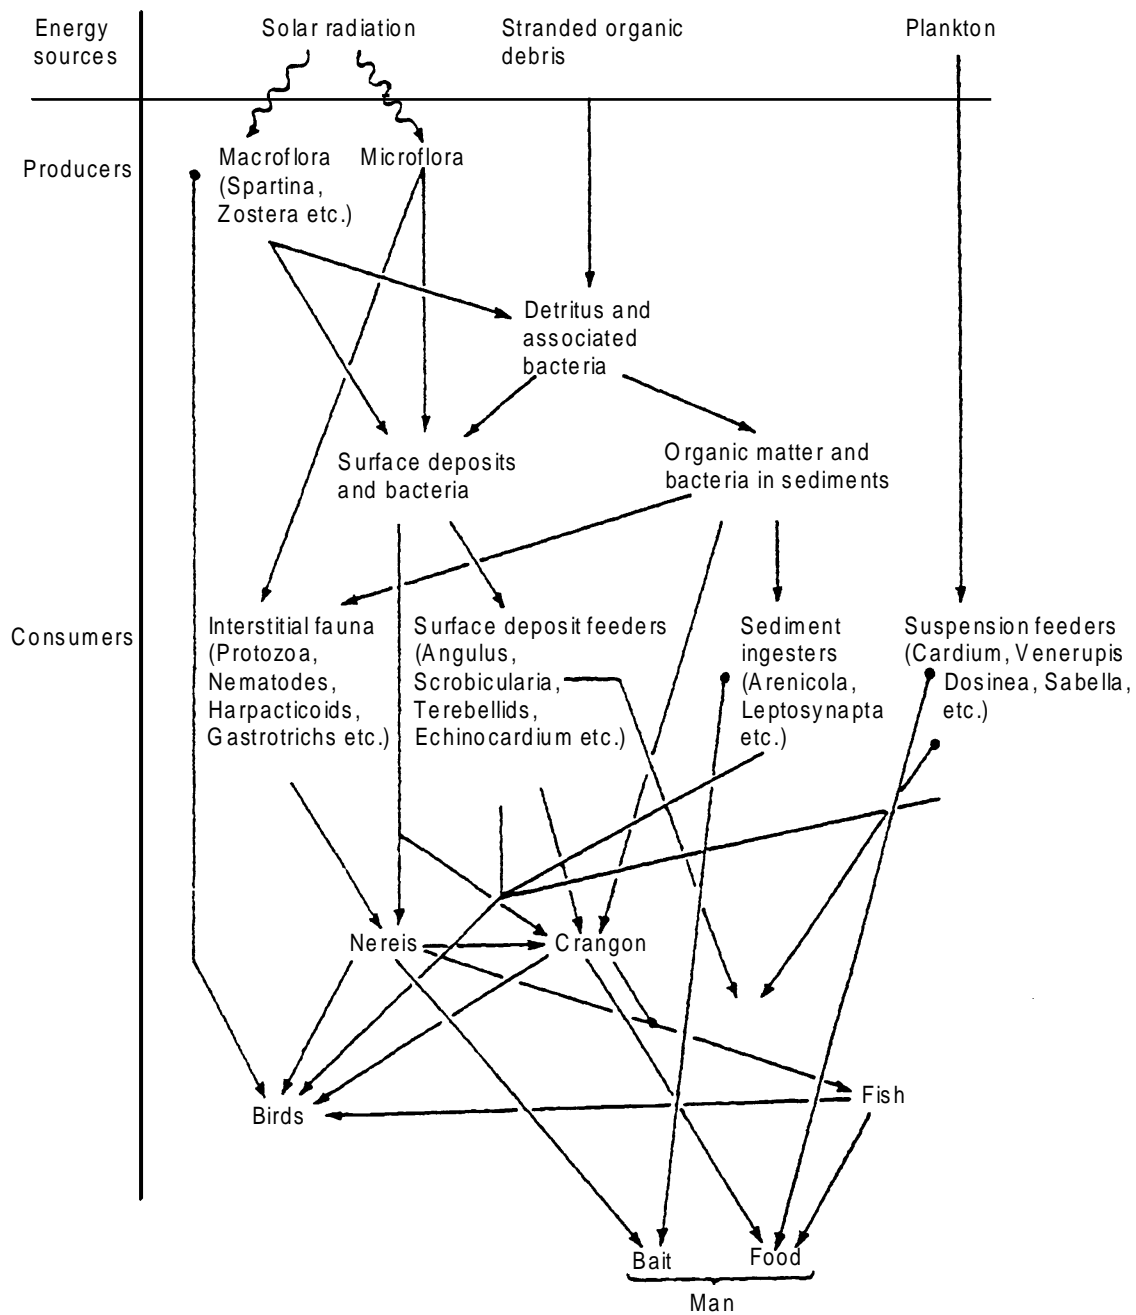 Energy
sources
Solar radiation
Stranded organic
debris
Plankton
Producers
Macroflora
(Spartina,
Zostera etc.)
Microflora
Detritus and
associated
bacteria
Surface deposits
and bacteria
Organic matter and
bacteria in sediments
Consumers
Interstitial fauna
(Protozoa,
Nematodes,
Harpacticoids,
Gastrotrichs etc.)
Surface deposit feeders
(Angulus,
Scrobicularia,
Terebellids,
Echinocardium etc.)
Sediment
ingesters
(Arenicola,
Leptosynapta
etc.)
Suspension feeders
(Cardium, Venerupis
Dosinea, Sabella,
etc.)
Nereis
Crangon
Birds
Fish
Bait
Food
Man